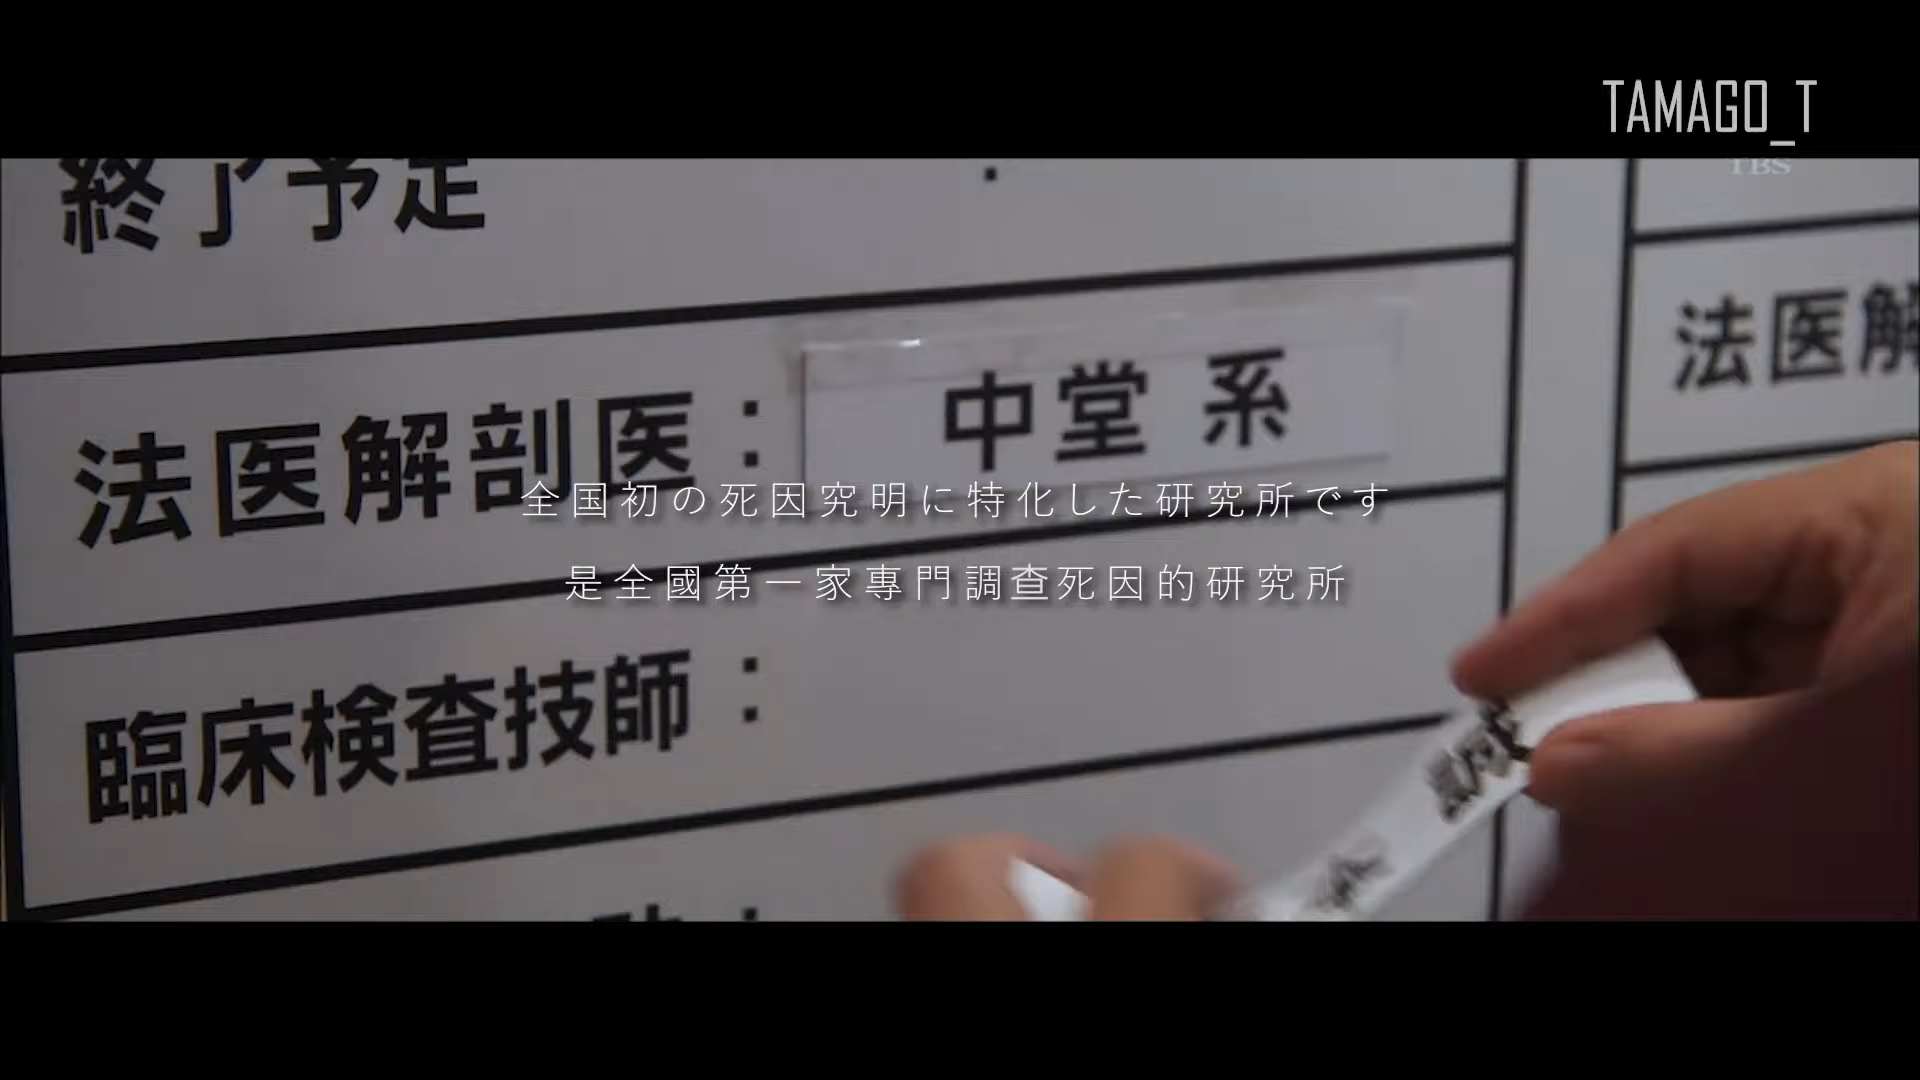 TAMAGO_T
TBS
終了予定 :
法医解剖医： 中堂 系
法医解
全国初の死因究明に特化した研究所です
是全國第一家專門調查死因的研究所
臨床検査技師：